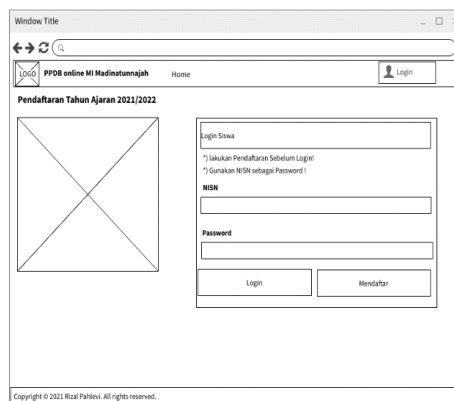 Window Title
LOGO PPDB online MI Madinatunnajah Home Login
Pendaftaran Tahun Ajaran 2021/2022
Login Siswa
*) lakukan Pendaftaran Sebelum Login!
*) Gunakan NISN sebagai Password !
NISN
Password
Login Mendaftar
Copyright © 2021 Rizal Pahlevi. All rights reserved.